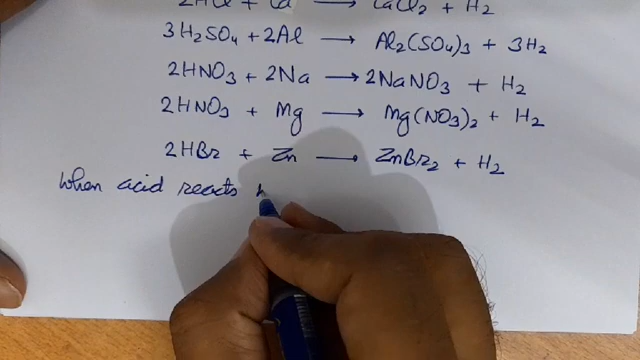 2HCl + Ca → CaCl₂ + H₂
3H₂SO₄ + 2Al → Al₂(SO₄)₃ + 3H₂
2HNO₃ + 2Na → 2NaNO₃ + H₂
2HNO₃ + Mg → Mg(NO₃)₂ + H₂
2HBr + Zn → ZnBr₂ + H₂
When acid reacts